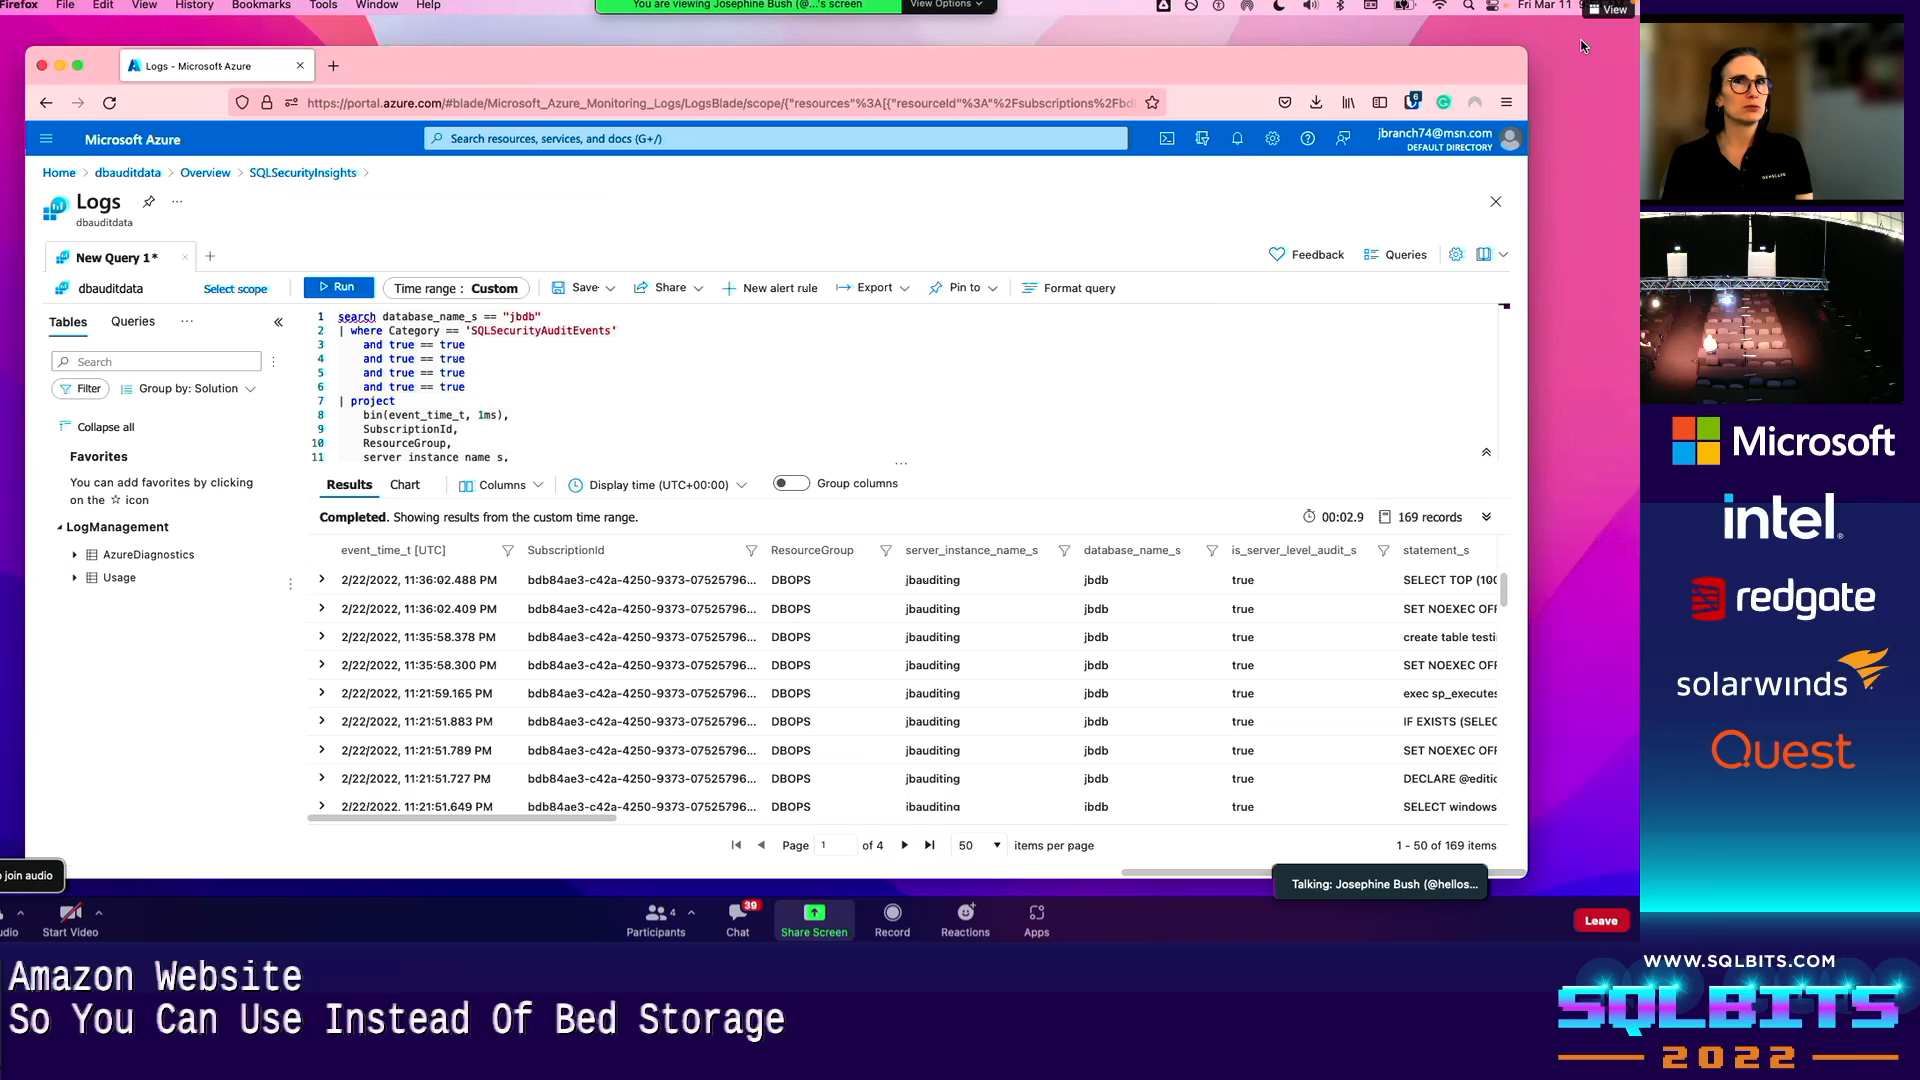 Firefox File Edit View History Bookmarks Tools Window Help
You are viewing Josephine Bush (@...'s screen
View Options
Fri Mar 11
View
Logs - Microsoft Azure
https://portal.azure.com/#blade/Microsoft_Azure_Monitoring_Logs/LogsBlade/scope/{"resources"%3A[{"resourceId"%3A"%2Fsubscriptions%2Fbd
6
Microsoft Azure
Search resources, services, and docs (G+/)
jbranch74@msn.com
DEFAULT DIRECTORY
Home > dbauditdata > Overview > SQLSecurityInsights >
Logs
dbauditdata
New Query 1*
Feedback
Queries
dbauditdata
Select scope
Run
Time range : Custom
Save
Share
New alert rule
Export
Pin to
Format query
Tables
Queries
Search
Filter
Group by: Solution
Collapse all
Favorites
You can add favorites by clicking
on the ☆ icon
LogManagement
AzureDiagnostics
Usage
1 search database_name_s == "jbdb"
2 | where Category == 'SQLSecurityAuditEvents'
3 and true == true
4 and true == true
5 and true == true
6 and true == true
7 | project
8 bin(event_time_t, 1ms),
9 SubscriptionId,
10 ResourceGroup,
11 server_instance_name_s,
Results
Chart
Columns
Display time (UTC+00:00)
Group columns
Completed. Showing results from the custom time range.
00:02.9
169 records
event_time_t [UTC] SubscriptionId ResourceGroup server_instance_name_s database_name_s is_server_level_audit_s statement_s
2/22/2022, 11:36:02.488 PM bdb84ae3-c42a-4250-9373-07525796... DBOPS jbauditing jbdb true SELECT TOP (100
2/22/2022, 11:36:02.409 PM bdb84ae3-c42a-4250-9373-07525796... DBOPS jbauditing jbdb true SET NOEXEC OFF
2/22/2022, 11:35:58.378 PM bdb84ae3-c42a-4250-9373-07525796... DBOPS jbauditing jbdb true create table testi
2/22/2022, 11:35:58.300 PM bdb84ae3-c42a-4250-9373-07525796... DBOPS jbauditing jbdb true SET NOEXEC OFF
2/22/2022, 11:21:59.165 PM bdb84ae3-c42a-4250-9373-07525796... DBOPS jbauditing jbdb true exec sp_executes
2/22/2022, 11:21:51.883 PM bdb84ae3-c42a-4250-9373-07525796... DBOPS jbauditing jbdb true IF EXISTS (SELEC
2/22/2022, 11:21:51.789 PM bdb84ae3-c42a-4250-9373-07525796... DBOPS jbauditing jbdb true SET NOEXEC OFF
2/22/2022, 11:21:51.727 PM bdb84ae3-c42a-4250-9373-07525796... DBOPS jbauditing jbdb true DECLARE @editic
2/22/2022, 11:21:51.649 PM bdb84ae3-c42a-4250-9373-07525796... DBOPS jbauditing jbdb true SELECT windows
Page 1 of 4
50 items per page
1 - 50 of 169 items
join audio
Talking: Josephine Bush (@hellos...
udio
Start Video
Participants 4
Chat 39
Share Screen
Record
Reactions
Apps
Leave
Amazon Website
So You Can Use Instead Of Bed Storage
Microsoft
intel.
redgate
solarwinds
Quest
WWW.SQLBITS.COM
SQLBITS
2022